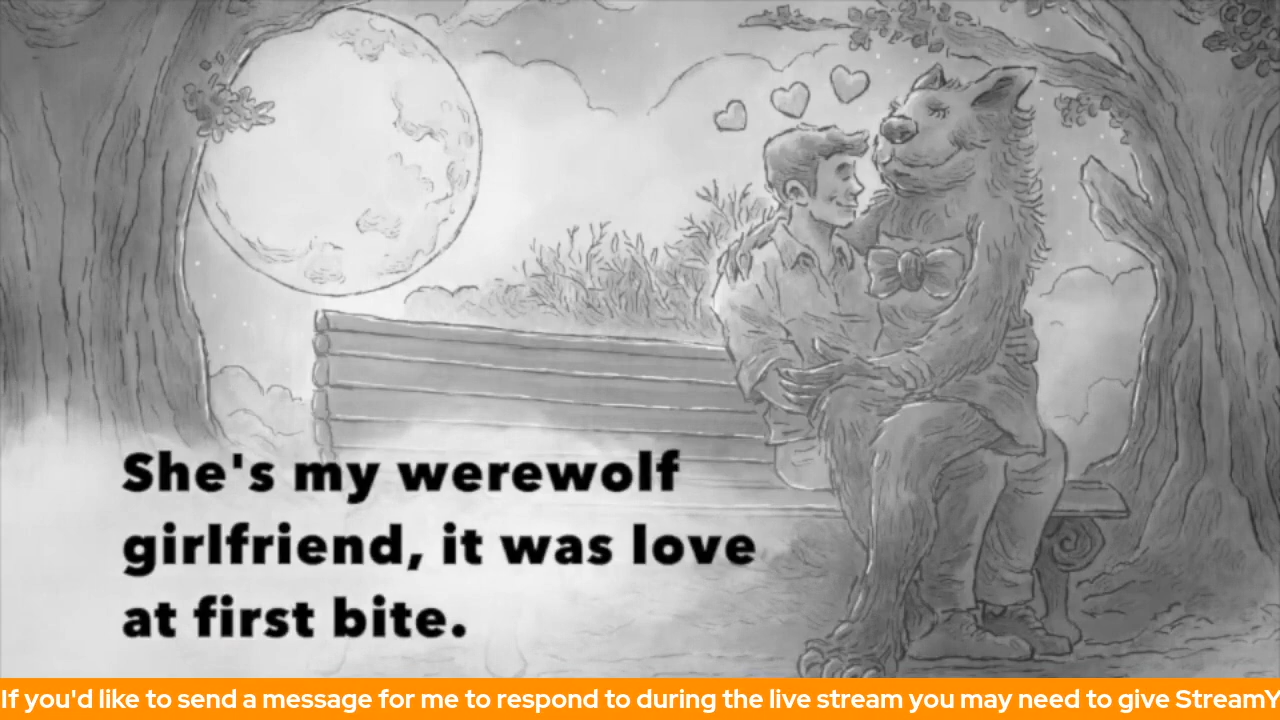 She's my werewolf
girlfriend, it was love
at first bite.
If you'd like to send a message for me to respond to during the live stream you may need to give StreamY